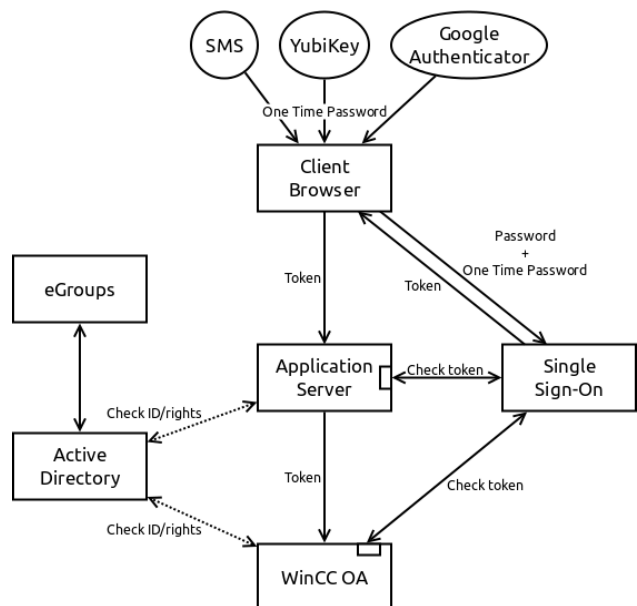 SMS
YubiKey
Google
Authenticator
One Time Password
Client
Browser
Password
+
One Time Password
Token
Token
eGroups
Application
Server
Check token
Single
Sign-On
Check ID/rights
Active
Directory
Token
Check token
Check ID/rights
WinCC OA